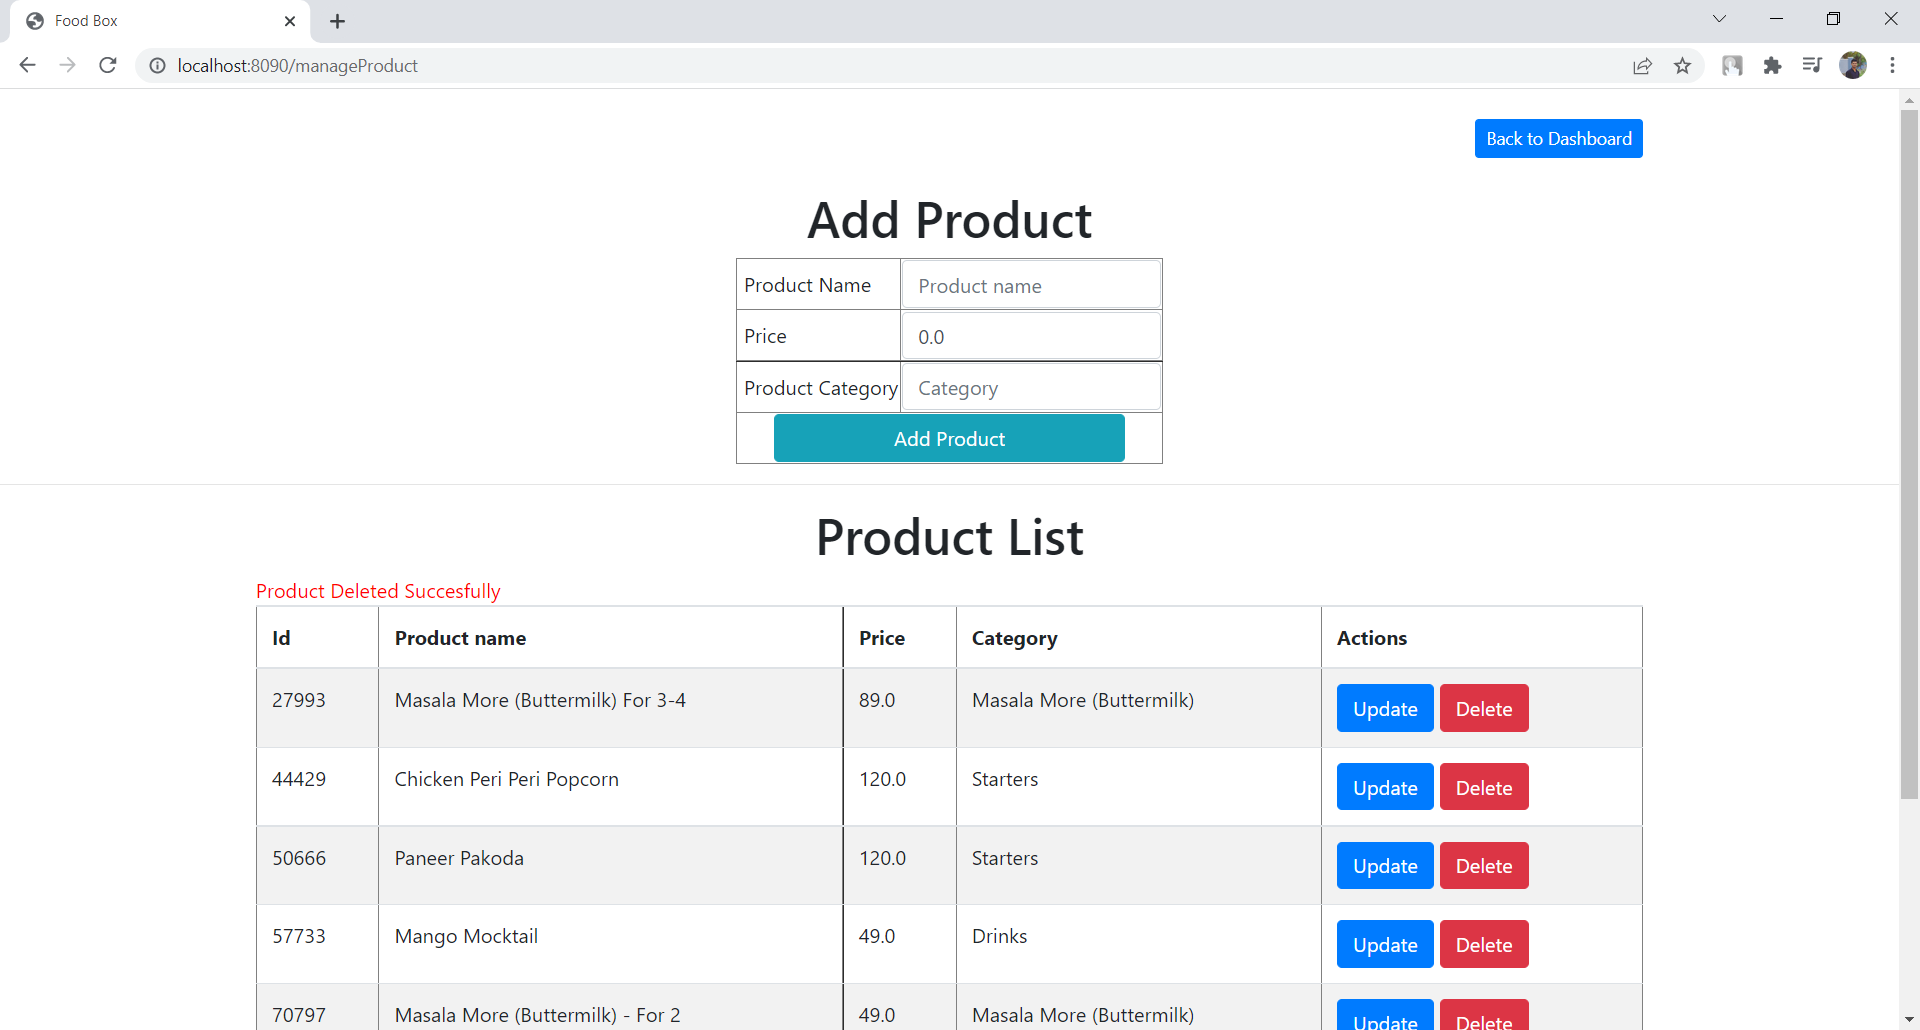 Food Box
localhost:8090/manageProduct
Back to Dashboard
Add Product
Product Name Product name
Price 0.0
Product Category Category
Add Product
Product List
Product Deleted Succesfully
Id Product name Price Category Actions
27993 Masala More (Buttermilk) For 3-4 89.0 Masala More (Buttermilk) Update Delete
44429 Chicken Peri Peri Popcorn 120.0 Starters Update Delete
50666 Paneer Pakoda 120.0 Starters Update Delete
57733 Mango Mocktail 49.0 Drinks Update Delete
70797 Masala More (Buttermilk) - For 2 49.0 Masala More (Buttermilk) Update Delete